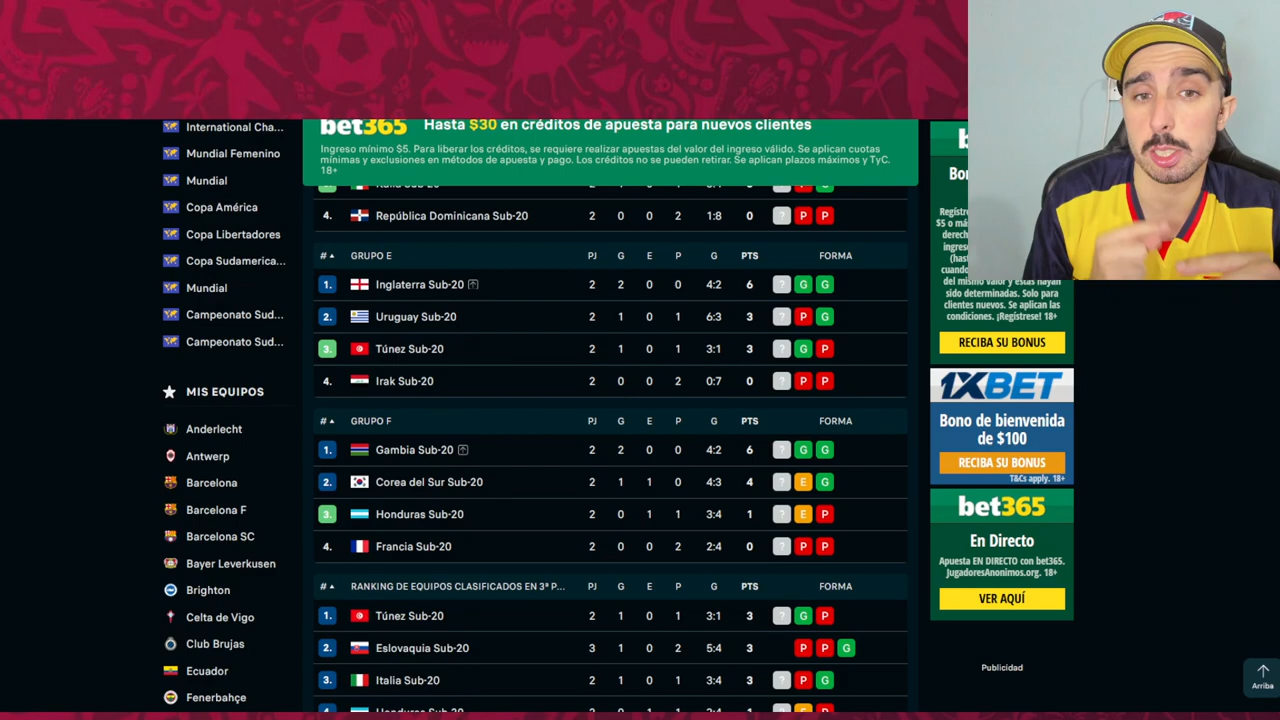 International Cha...
Mundial Femenino
Mundial
Copa América
Copa Libertadores
Copa Sudamerica...
Mundial
Campeonato Sud...
Campeonato Sud...
MIS EQUIPOS
Anderlecht
Antwerp
Barcelona
Barcelona F
Barcelona SC
Bayer Leverkusen
Brighton
Celta de Vigo
Club Brujas
Ecuador
Fenerbahçe
bet365 Hasta $30 en créditos de apuesta para nuevos clientes
Ingreso mínimo $5. Para liberar los créditos, se requiere realizar apuestas del valor del ingreso válido. Se aplican cuotas
mínimas y exclusiones en métodos de apuesta y pago. Los créditos no se pueden retirar. Se aplican plazos máximos y TyC.
18+
4. República Dominicana Sub-20 2 0 0 2 1:8 0 ? P P
# GRUPO E PJ G E P G PTS FORMA
1. Inglaterra Sub-20 2 2 0 0 4:2 6 ? G G
2. Uruguay Sub-20 2 1 0 1 6:3 3 ? P G
3. Túnez Sub-20 2 1 0 1 3:1 3 ? G P
4. Irak Sub-20 2 0 0 2 0:7 0 ? P P
# GRUPO F PJ G E P G PTS FORMA
1. Gambia Sub-20 2 2 0 0 4:2 6 ? G G
2. Corea del Sur Sub-20 2 1 1 0 4:3 4 ? E G
3. Honduras Sub-20 2 0 1 1 3:4 1 ? E P
4. Francia Sub-20 2 0 0 2 2:4 0 ? P P
# RANKING DE EQUIPOS CLASIFICADOS EN 3ª P... PJ G E P G PTS FORMA
1. Túnez Sub-20 2 1 0 1 3:1 3 ? G P
2. Eslovaquia Sub-20 3 1 0 2 5:4 3 P P G
3. Italia Sub-20 2 1 0 1 3:4 3 ? P G
del mismo valor y estas hayan
sido determinadas. Solo para
clientes nuevos. Se aplican las
condiciones. ¡Regístrese! 18+
RECIBA SU BONUS
1XBET
Bono de bienvenida
de $100
RECIBA SU BONUS
T&Cs apply. 18+
bet365
En Directo
Apuesta EN DIRECTO con bet365.
JugadoresAnonimos.org. 18+
VER AQUÍ
Publicidad
Arriba